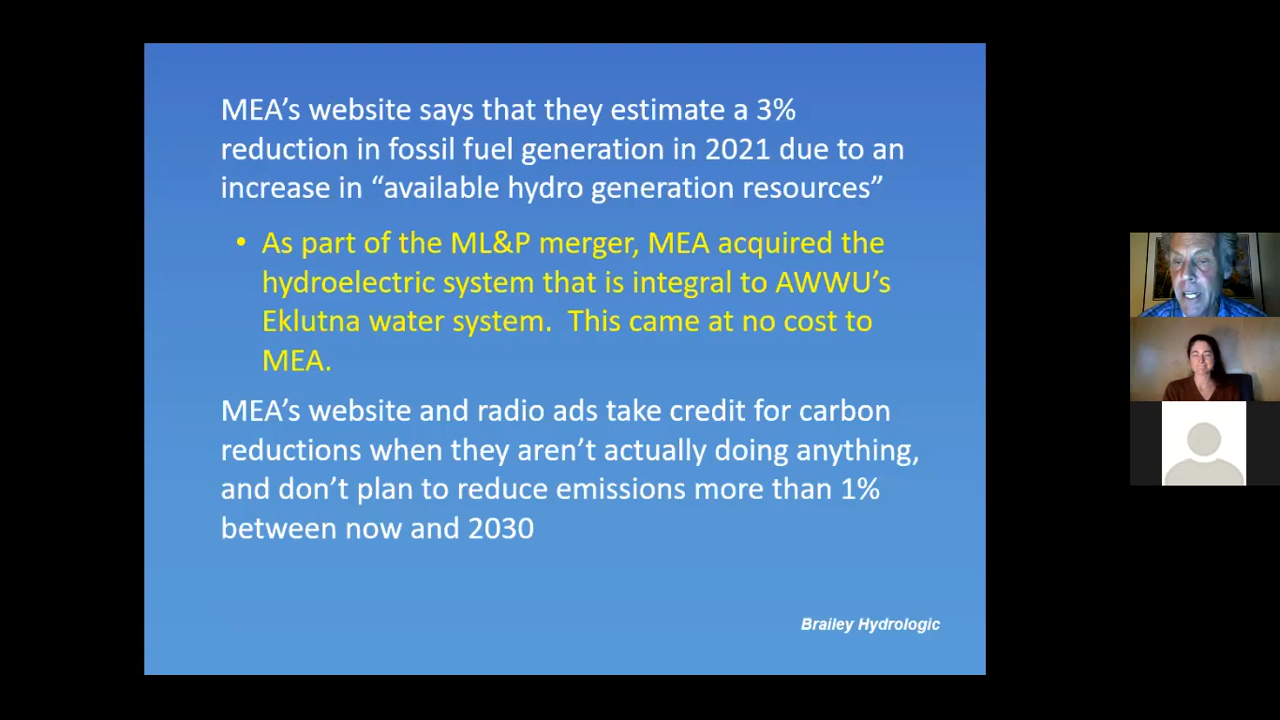 MEA’s website says that they estimate a 3%
reduction in fossil fuel generation in 2021 due to an
increase in “available hydro generation resources”
• As part of the ML&P merger, MEA acquired the
hydroelectric system that is integral to AWWU’s
Eklutna water system.  This came at no cost to
MEA.
MEA’s website and radio ads take credit for carbon
reductions when they aren’t actually doing anything,
and don’t plan to reduce emissions more than 1%
between now and 2030
Brailey Hydrologic